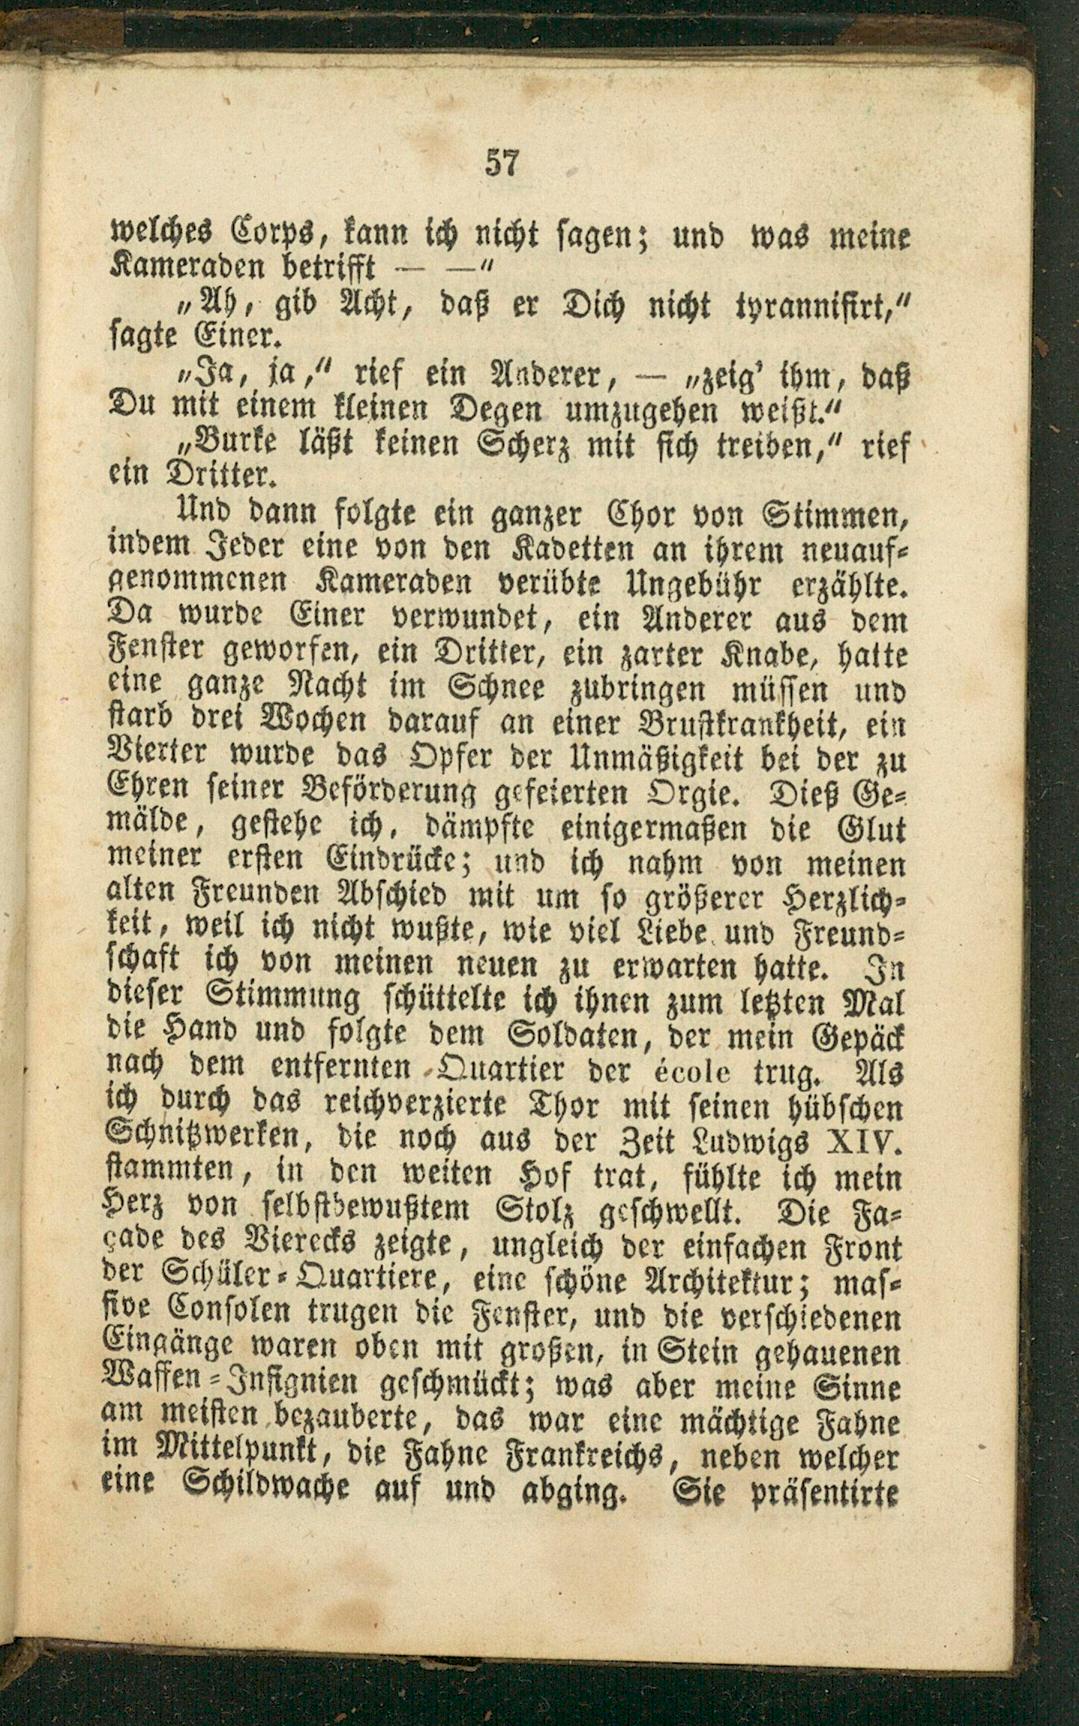 57
welches Corps, kann ich nicht sagen; und was meine
Kameraden betrifft — —“
„Ah, gib Acht, daß er Dich nicht tyrannisirt,“
sagte Einer.
„Ja, ja,“ rief ein Anderer, — „zeig’ ihm, daß
Du mit einem kleinen Degen umzugehen weißt.“
„Burke läßt keinen Scherz mit sich treiben,“ rief
ein Dritter.
Und dann folgte ein ganzer Chor von Stimmen,
indem Jeder eine von den Kadetten an ihrem neuauf-
genommenen Kameraden verübte Ungebühr erzählte.
Da wurde Einer verwundet, ein Anderer aus dem
Fenster geworfen, ein Dritter, ein zarter Knabe, hatte
eine ganze Nacht im Schnee zubringen müssen und
starb drei Wochen darauf an einer Brustkrankheit, ein
Vierter wurde das Opfer der Unmäßigkeit bei der zu
Ehren seiner Beförderung gefeierten Orgie. Dieß Ge-
mälde, gestehe ich, dämpfte einigermaßen die Glut
meiner ersten Eindrücke; und ich nahm von meinen
alten Freunden Abschied mit um so größerer Herzlich-
keit, weil ich nicht wußte, wie viel Liebe und Freund-
schaft ich von meinen neuen zu erwarten hatte. In
dieser Stimmung schüttelte ich ihnen zum letzten Mal
die Hand und folgte dem Soldaten, der mein Gepäck
nach dem entfernten Quartier der école trug. Als
ich durch das reichverzierte Thor mit seinen hübschen
Schnitzwerken, die noch aus der Zeit Ludwigs XIV.
stammten, in den weiten Hof trat, fühlte ich mein
Herz von selbstbewußtem Stolz geschwellt. Die Fa-
çade des Vierecks zeigte, ungleich der einfachen Front
der Schüler-Quartiere, eine schöne Architektur; mas-
sive Consolen trugen die Fenster, und die verschiedenen
Eingänge waren oben mit großen, in Stein gehauenen
Waffen-Insignien geschmückt; was aber meine Sinne
am meisten bezauberte, das war eine mächtige Fahne
im Mittelpunkt, die Fahne Frankreichs, neben welcher
eine Schildwache auf und abging. Sie präsentirte